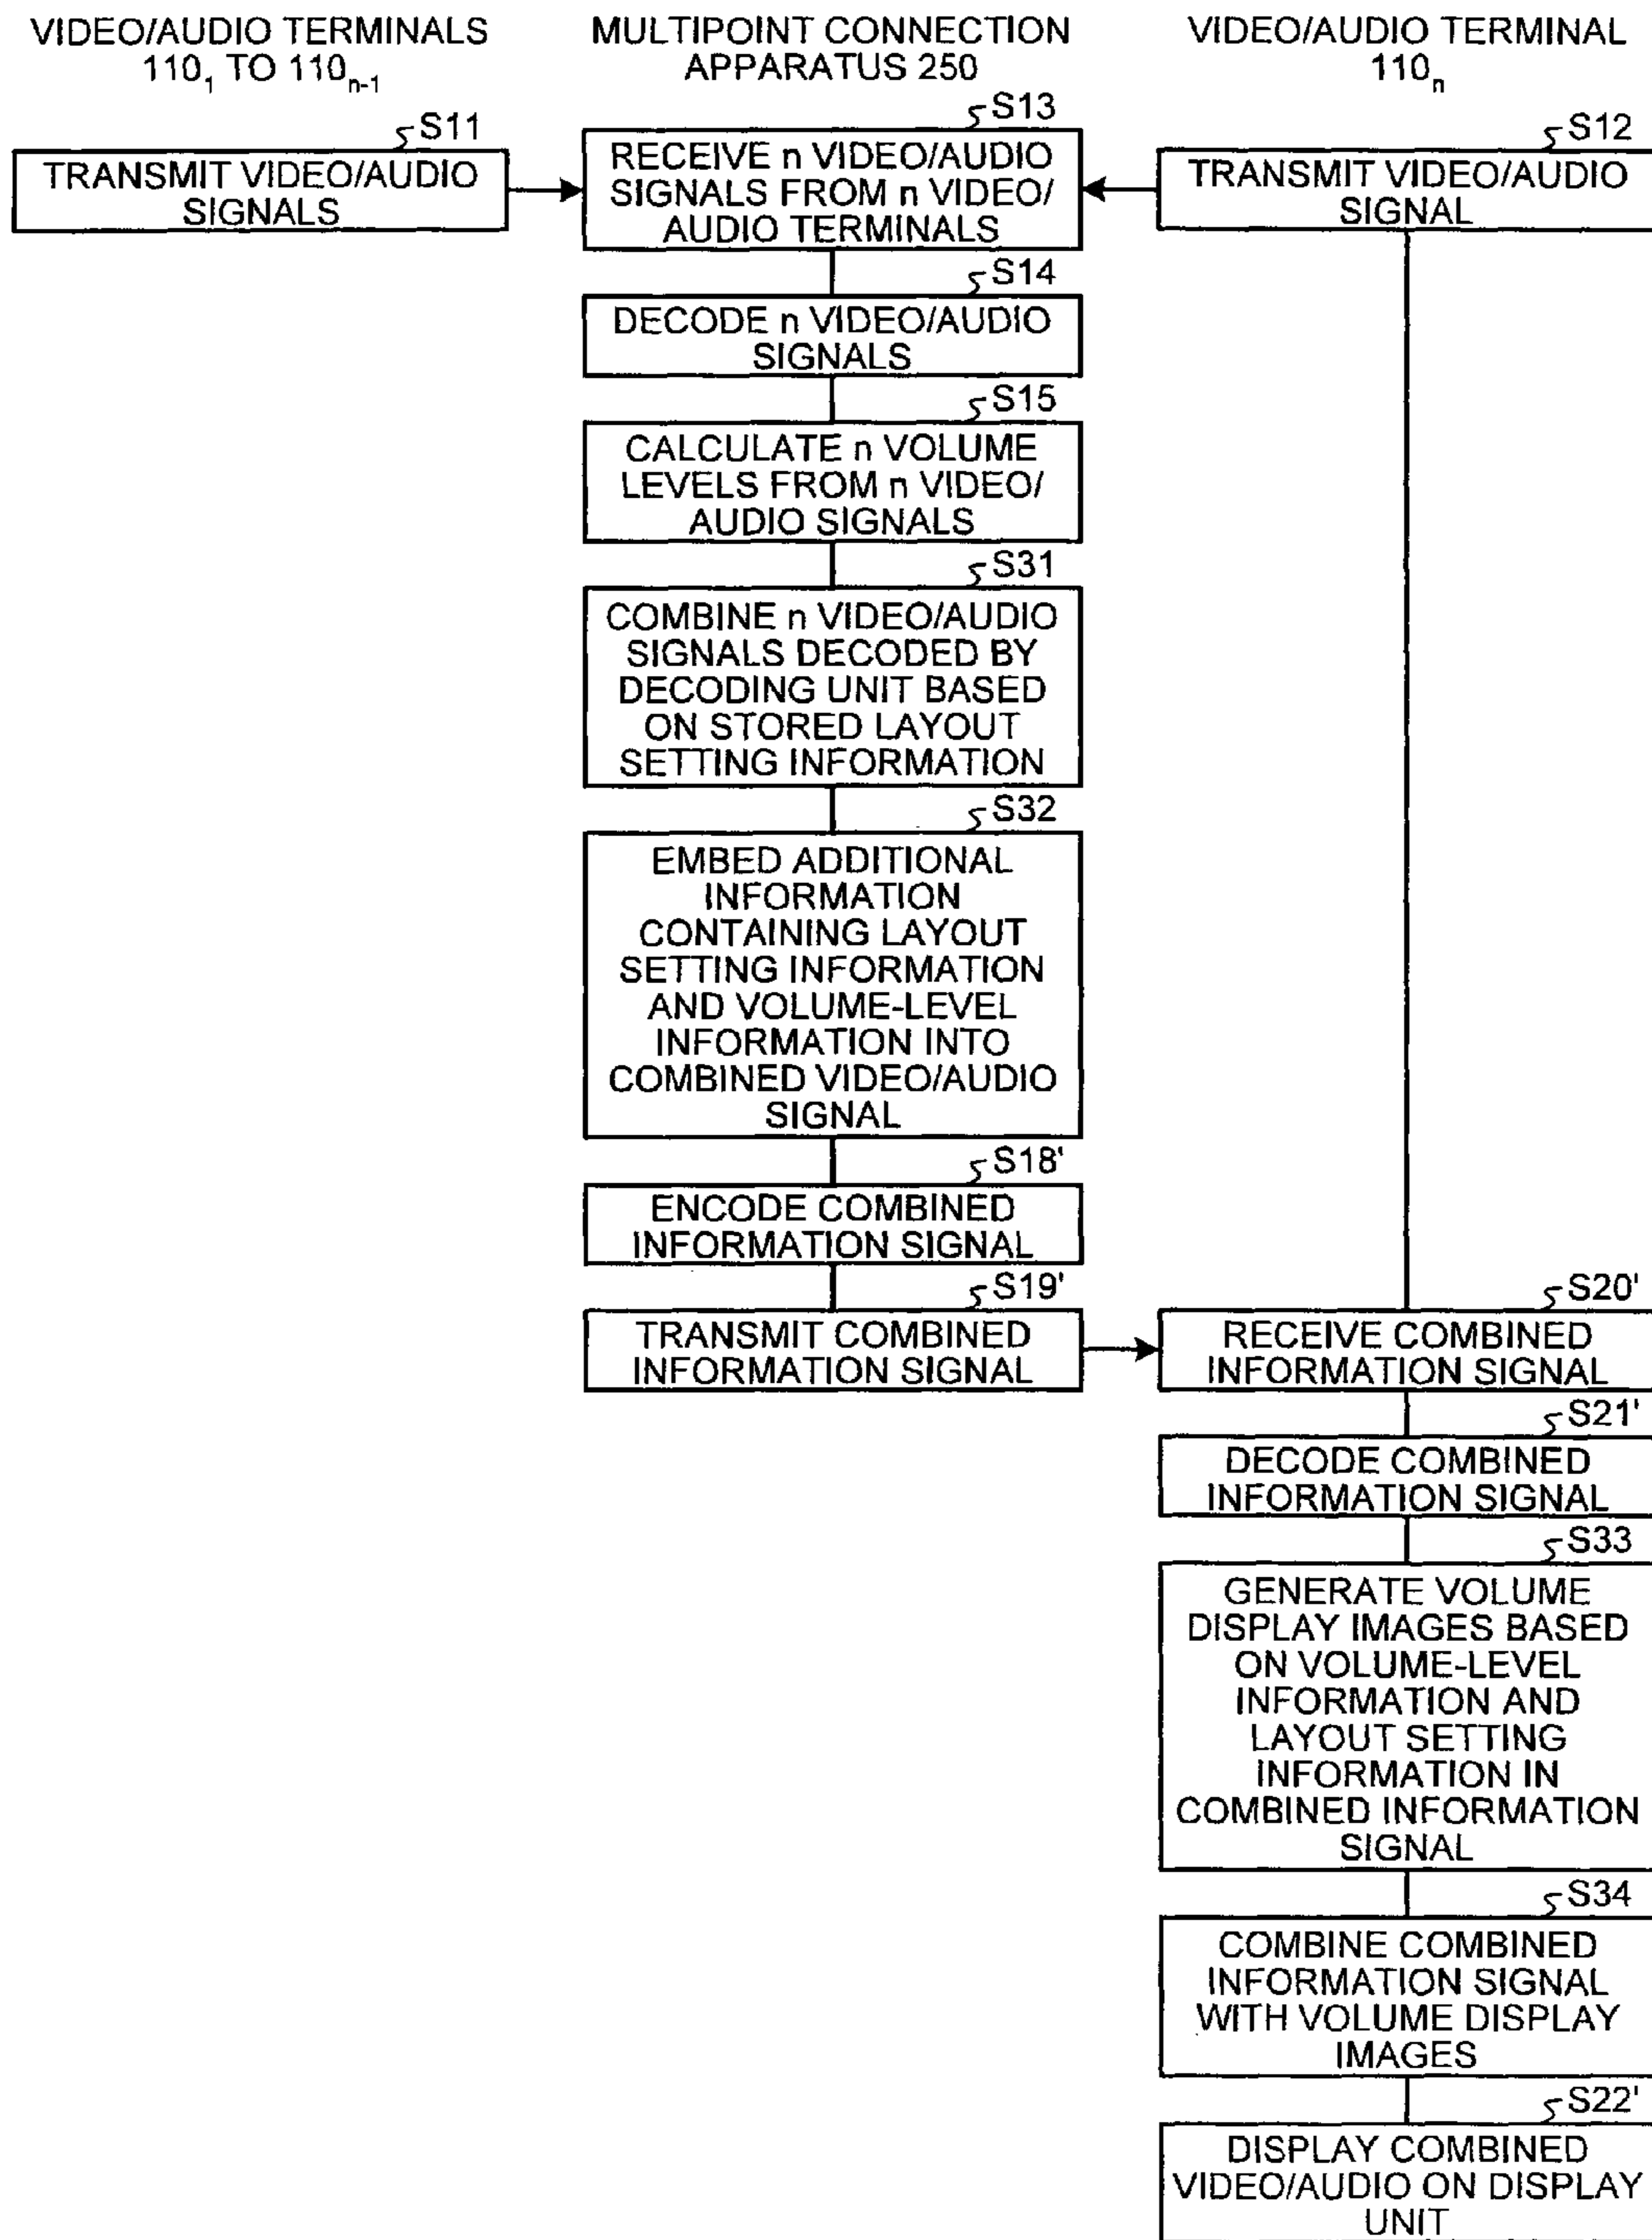 VIDEO/AUDIO TERMINALS
110₁ TO 110ₙ₋₁
MULTIPOINT CONNECTION
APPARATUS 250
VIDEO/AUDIO TERMINAL
110ₙ
S11
TRANSMIT VIDEO/AUDIO
SIGNALS
S13
RECEIVE n VIDEO/AUDIO
SIGNALS FROM n VIDEO/
AUDIO TERMINALS
S12
TRANSMIT VIDEO/AUDIO
SIGNAL
S14
DECODE n VIDEO/AUDIO
SIGNALS
S15
CALCULATE n VOLUME
LEVELS FROM n VIDEO/
AUDIO SIGNALS
S31
COMBINE n VIDEO/AUDIO
SIGNALS DECODED BY
DECODING UNIT BASED
ON STORED LAYOUT
SETTING INFORMATION
S32
EMBED ADDITIONAL
INFORMATION
CONTAINING LAYOUT
SETTING INFORMATION
AND VOLUME-LEVEL
INFORMATION INTO
COMBINED VIDEO/AUDIO
SIGNAL
S18'
ENCODE COMBINED
INFORMATION SIGNAL
S19'
TRANSMIT COMBINED
INFORMATION SIGNAL
S20'
RECEIVE COMBINED
INFORMATION SIGNAL
S21'
DECODE COMBINED
INFORMATION SIGNAL
S33
GENERATE VOLUME
DISPLAY IMAGES BASED
ON VOLUME-LEVEL
INFORMATION AND
LAYOUT SETTING
INFORMATION IN
COMBINED INFORMATION
SIGNAL
S34
COMBINE COMBINED
INFORMATION SIGNAL
WITH VOLUME DISPLAY
IMAGES
S22'
DISPLAY COMBINED
VIDEO/AUDIO ON DISPLAY
UNIT